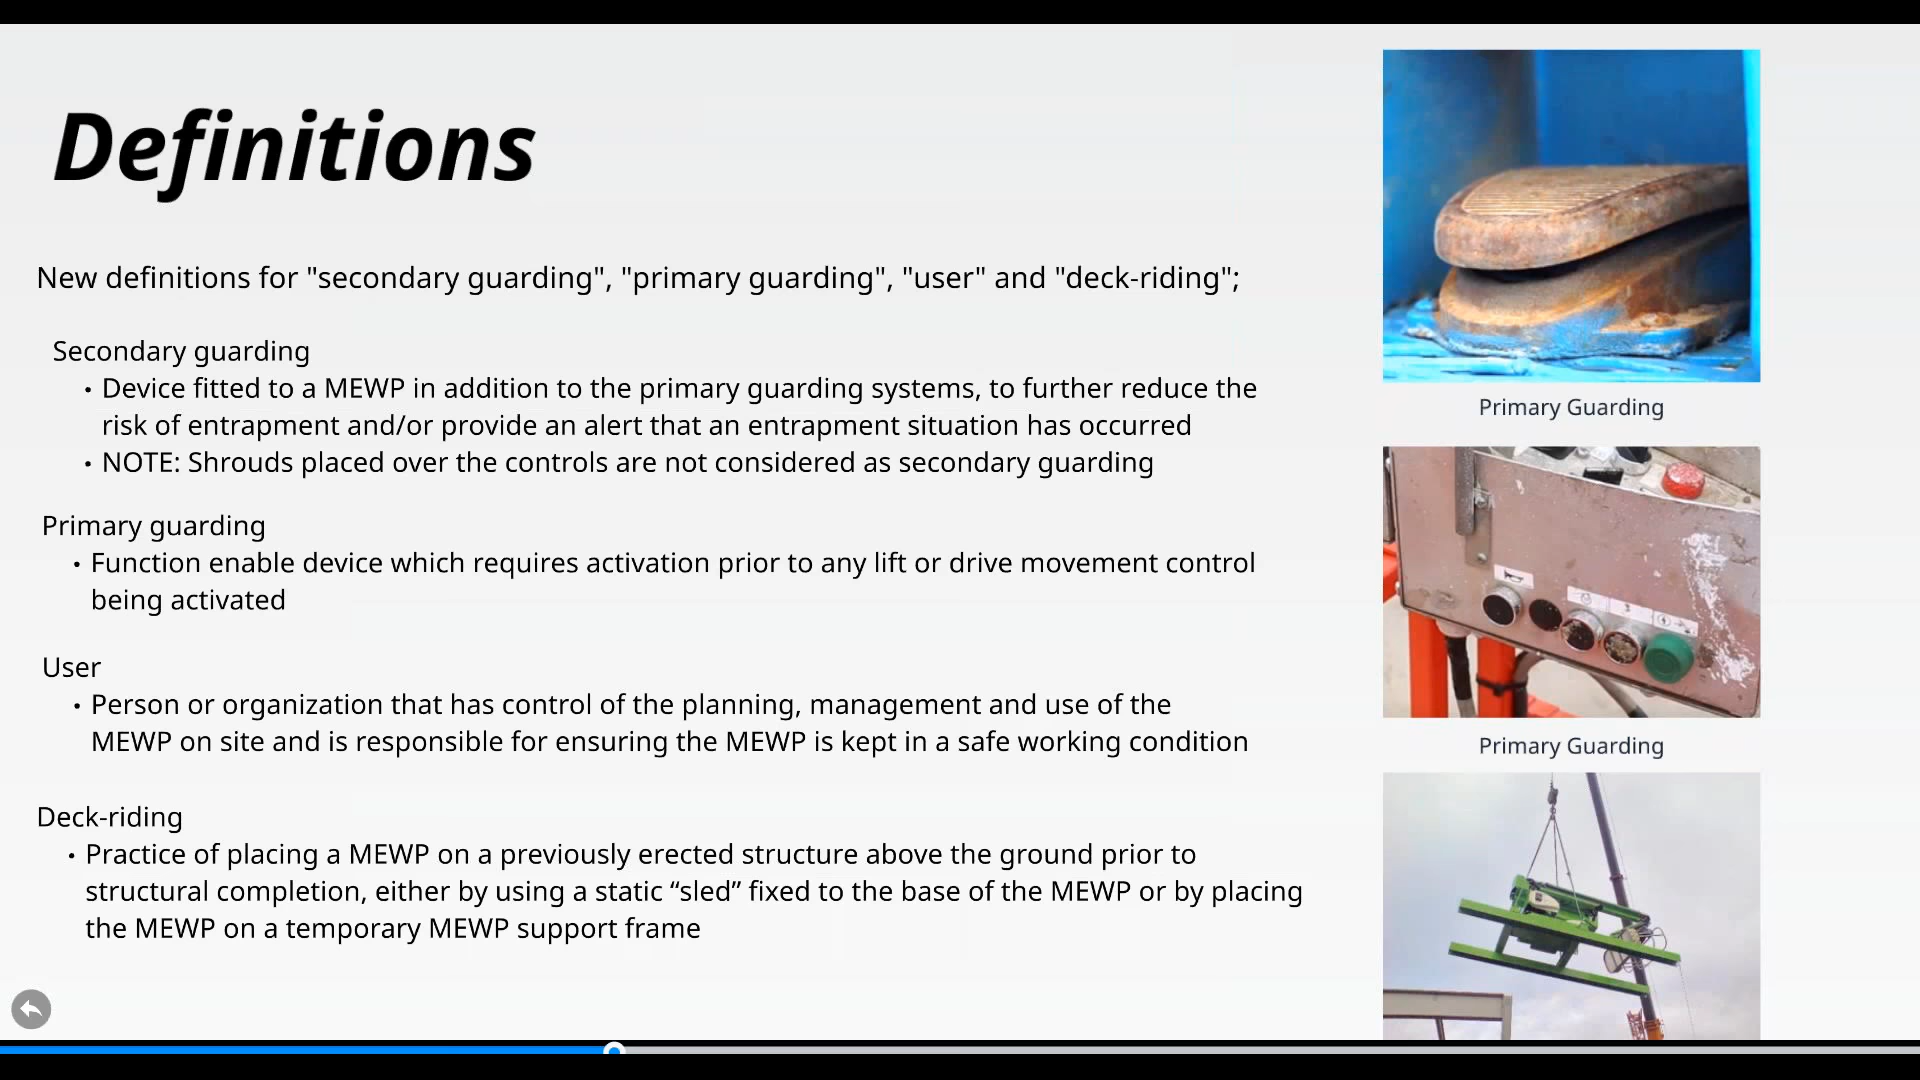 Definitions
New definitions for "secondary guarding", "primary guarding", "user" and "deck-riding";
Secondary guarding
• Device fitted to a MEWP in addition to the primary guarding systems, to further reduce the
risk of entrapment and/or provide an alert that an entrapment situation has occurred
• NOTE: Shrouds placed over the controls are not considered as secondary guarding
Primary guarding
• Function enable device which requires activation prior to any lift or drive movement control
being activated
User
• Person or organization that has control of the planning, management and use of the
MEWP on site and is responsible for ensuring the MEWP is kept in a safe working condition
Deck-riding
• Practice of placing a MEWP on a previously erected structure above the ground prior to
structural completion, either by using a static “sled” fixed to the base of the MEWP or by placing
the MEWP on a temporary MEWP support frame
Primary Guarding
Primary Guarding